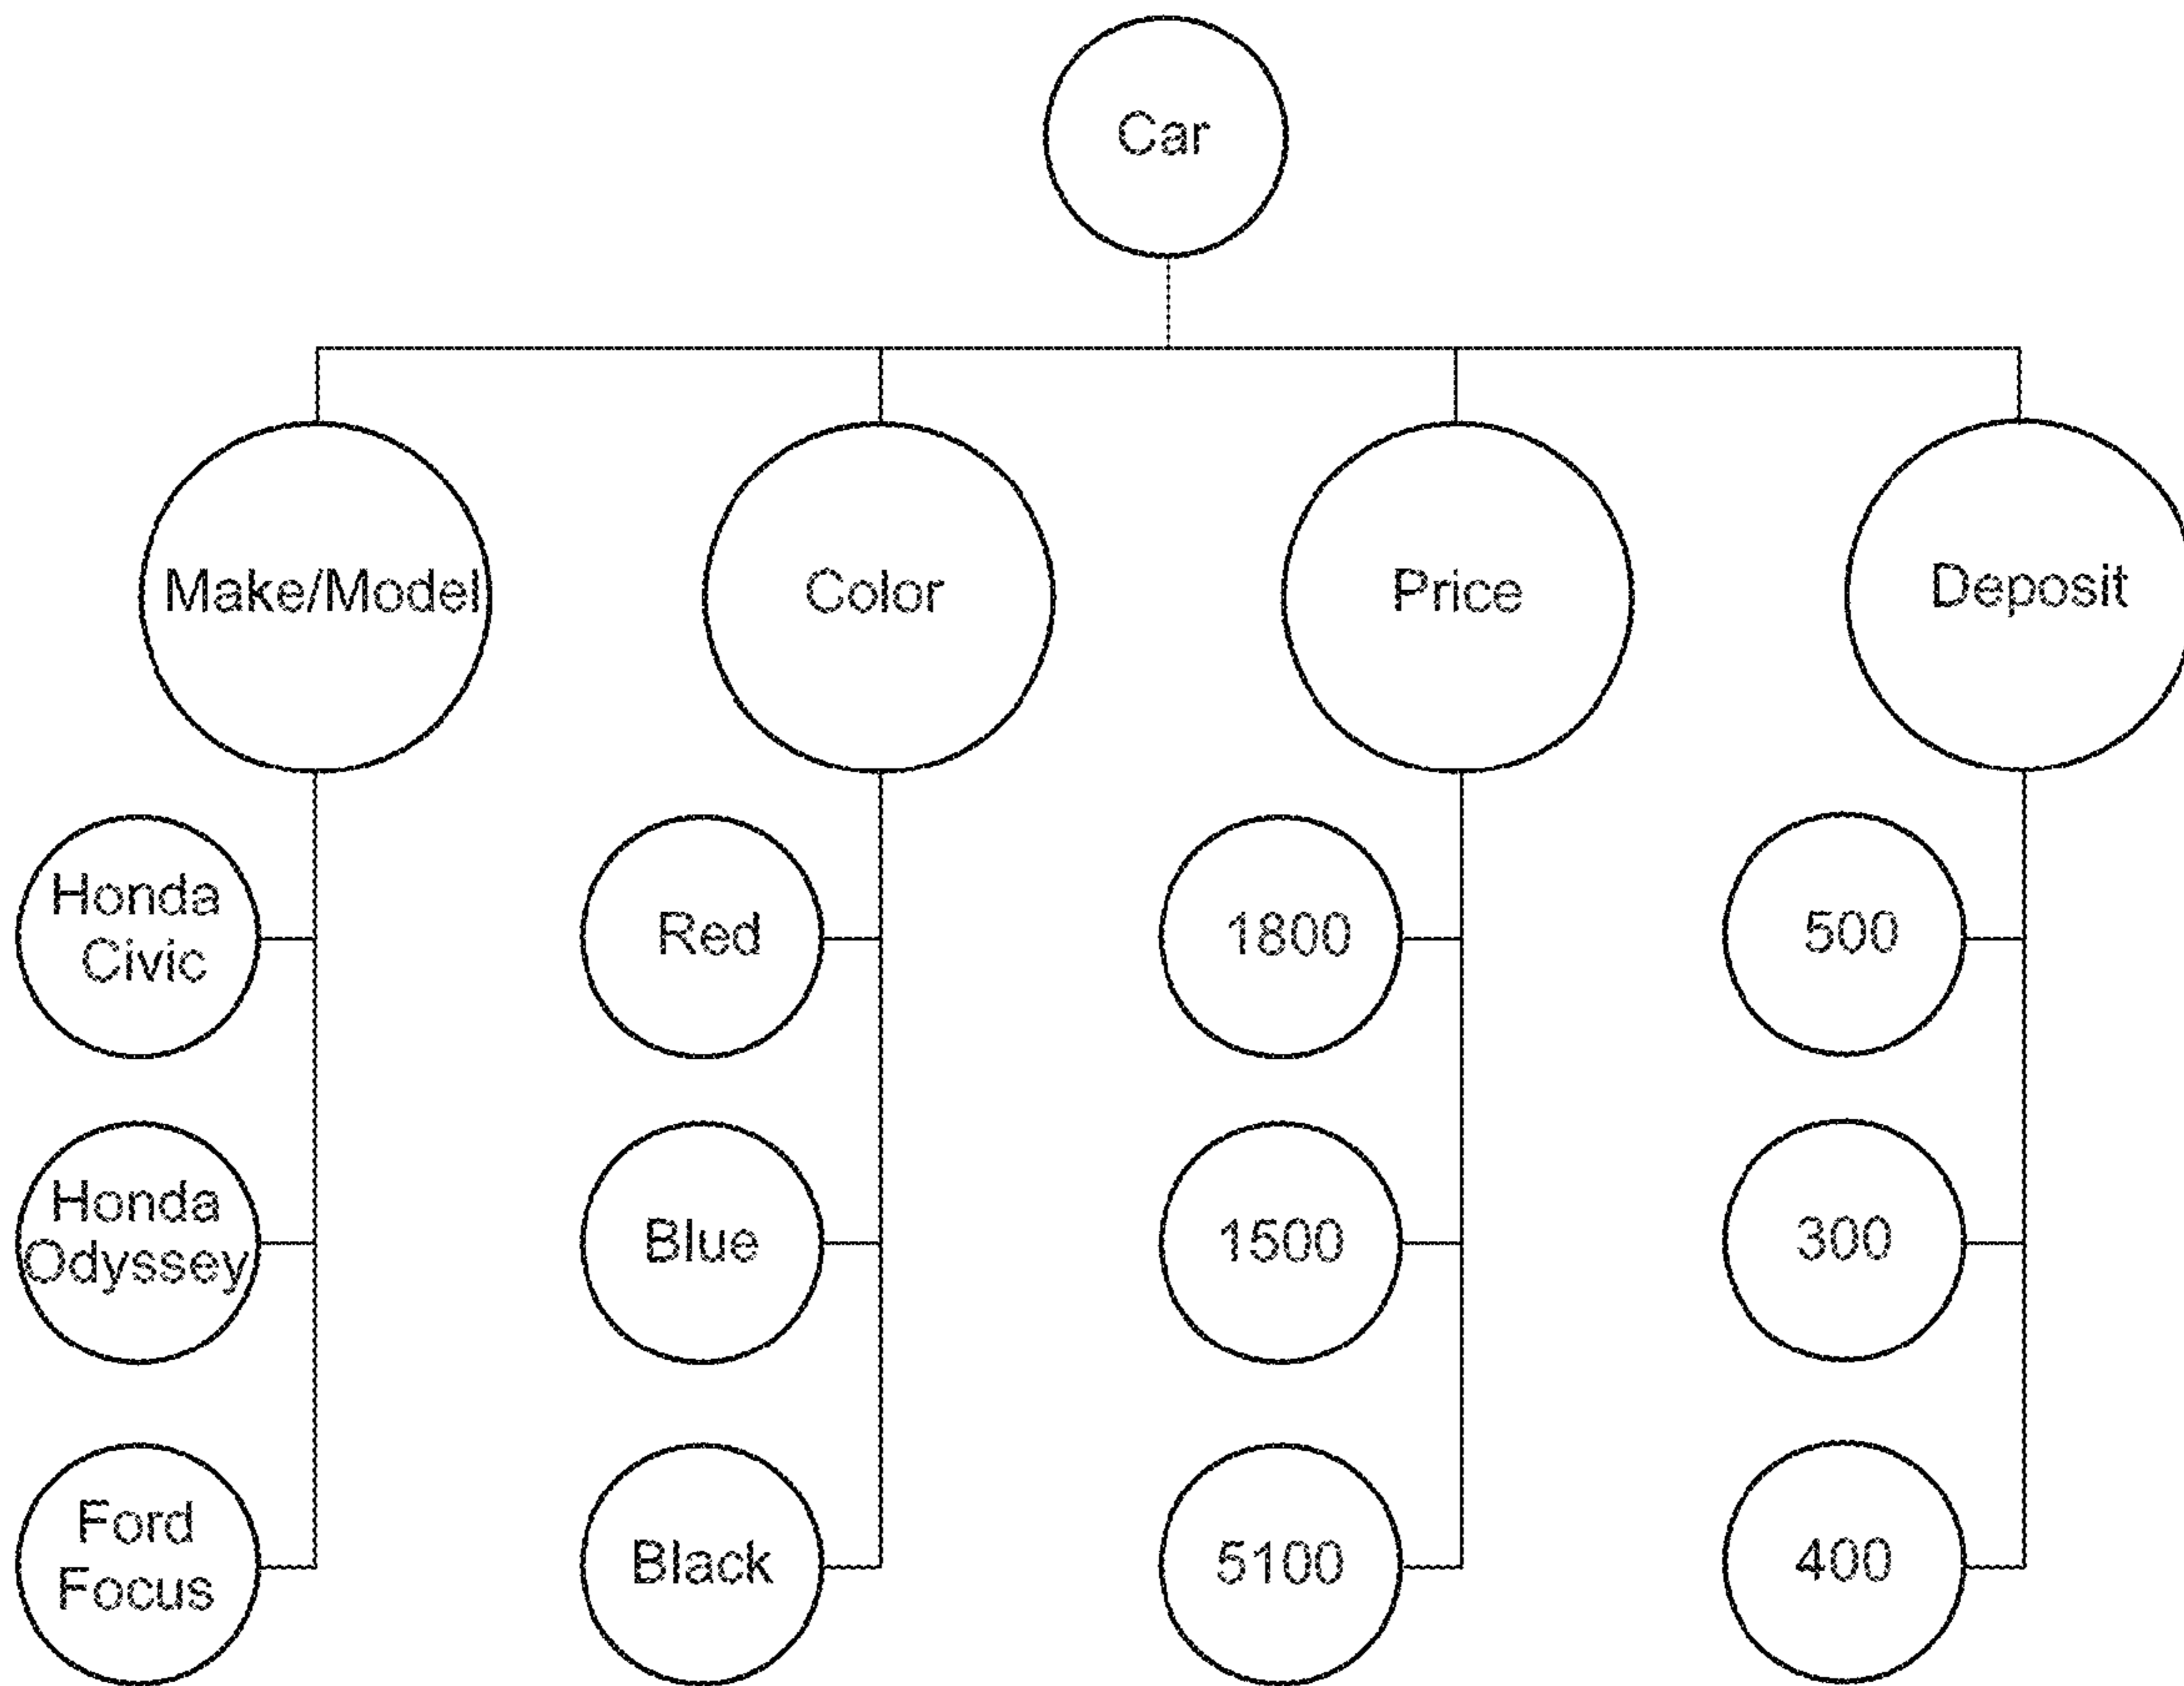 Car
Make/Model
Color
Price
Deposit
Honda
Civic
Red
1800
500
Honda
Odyssey
Blue
1500
300
Ford
Focus
Black
5100
400